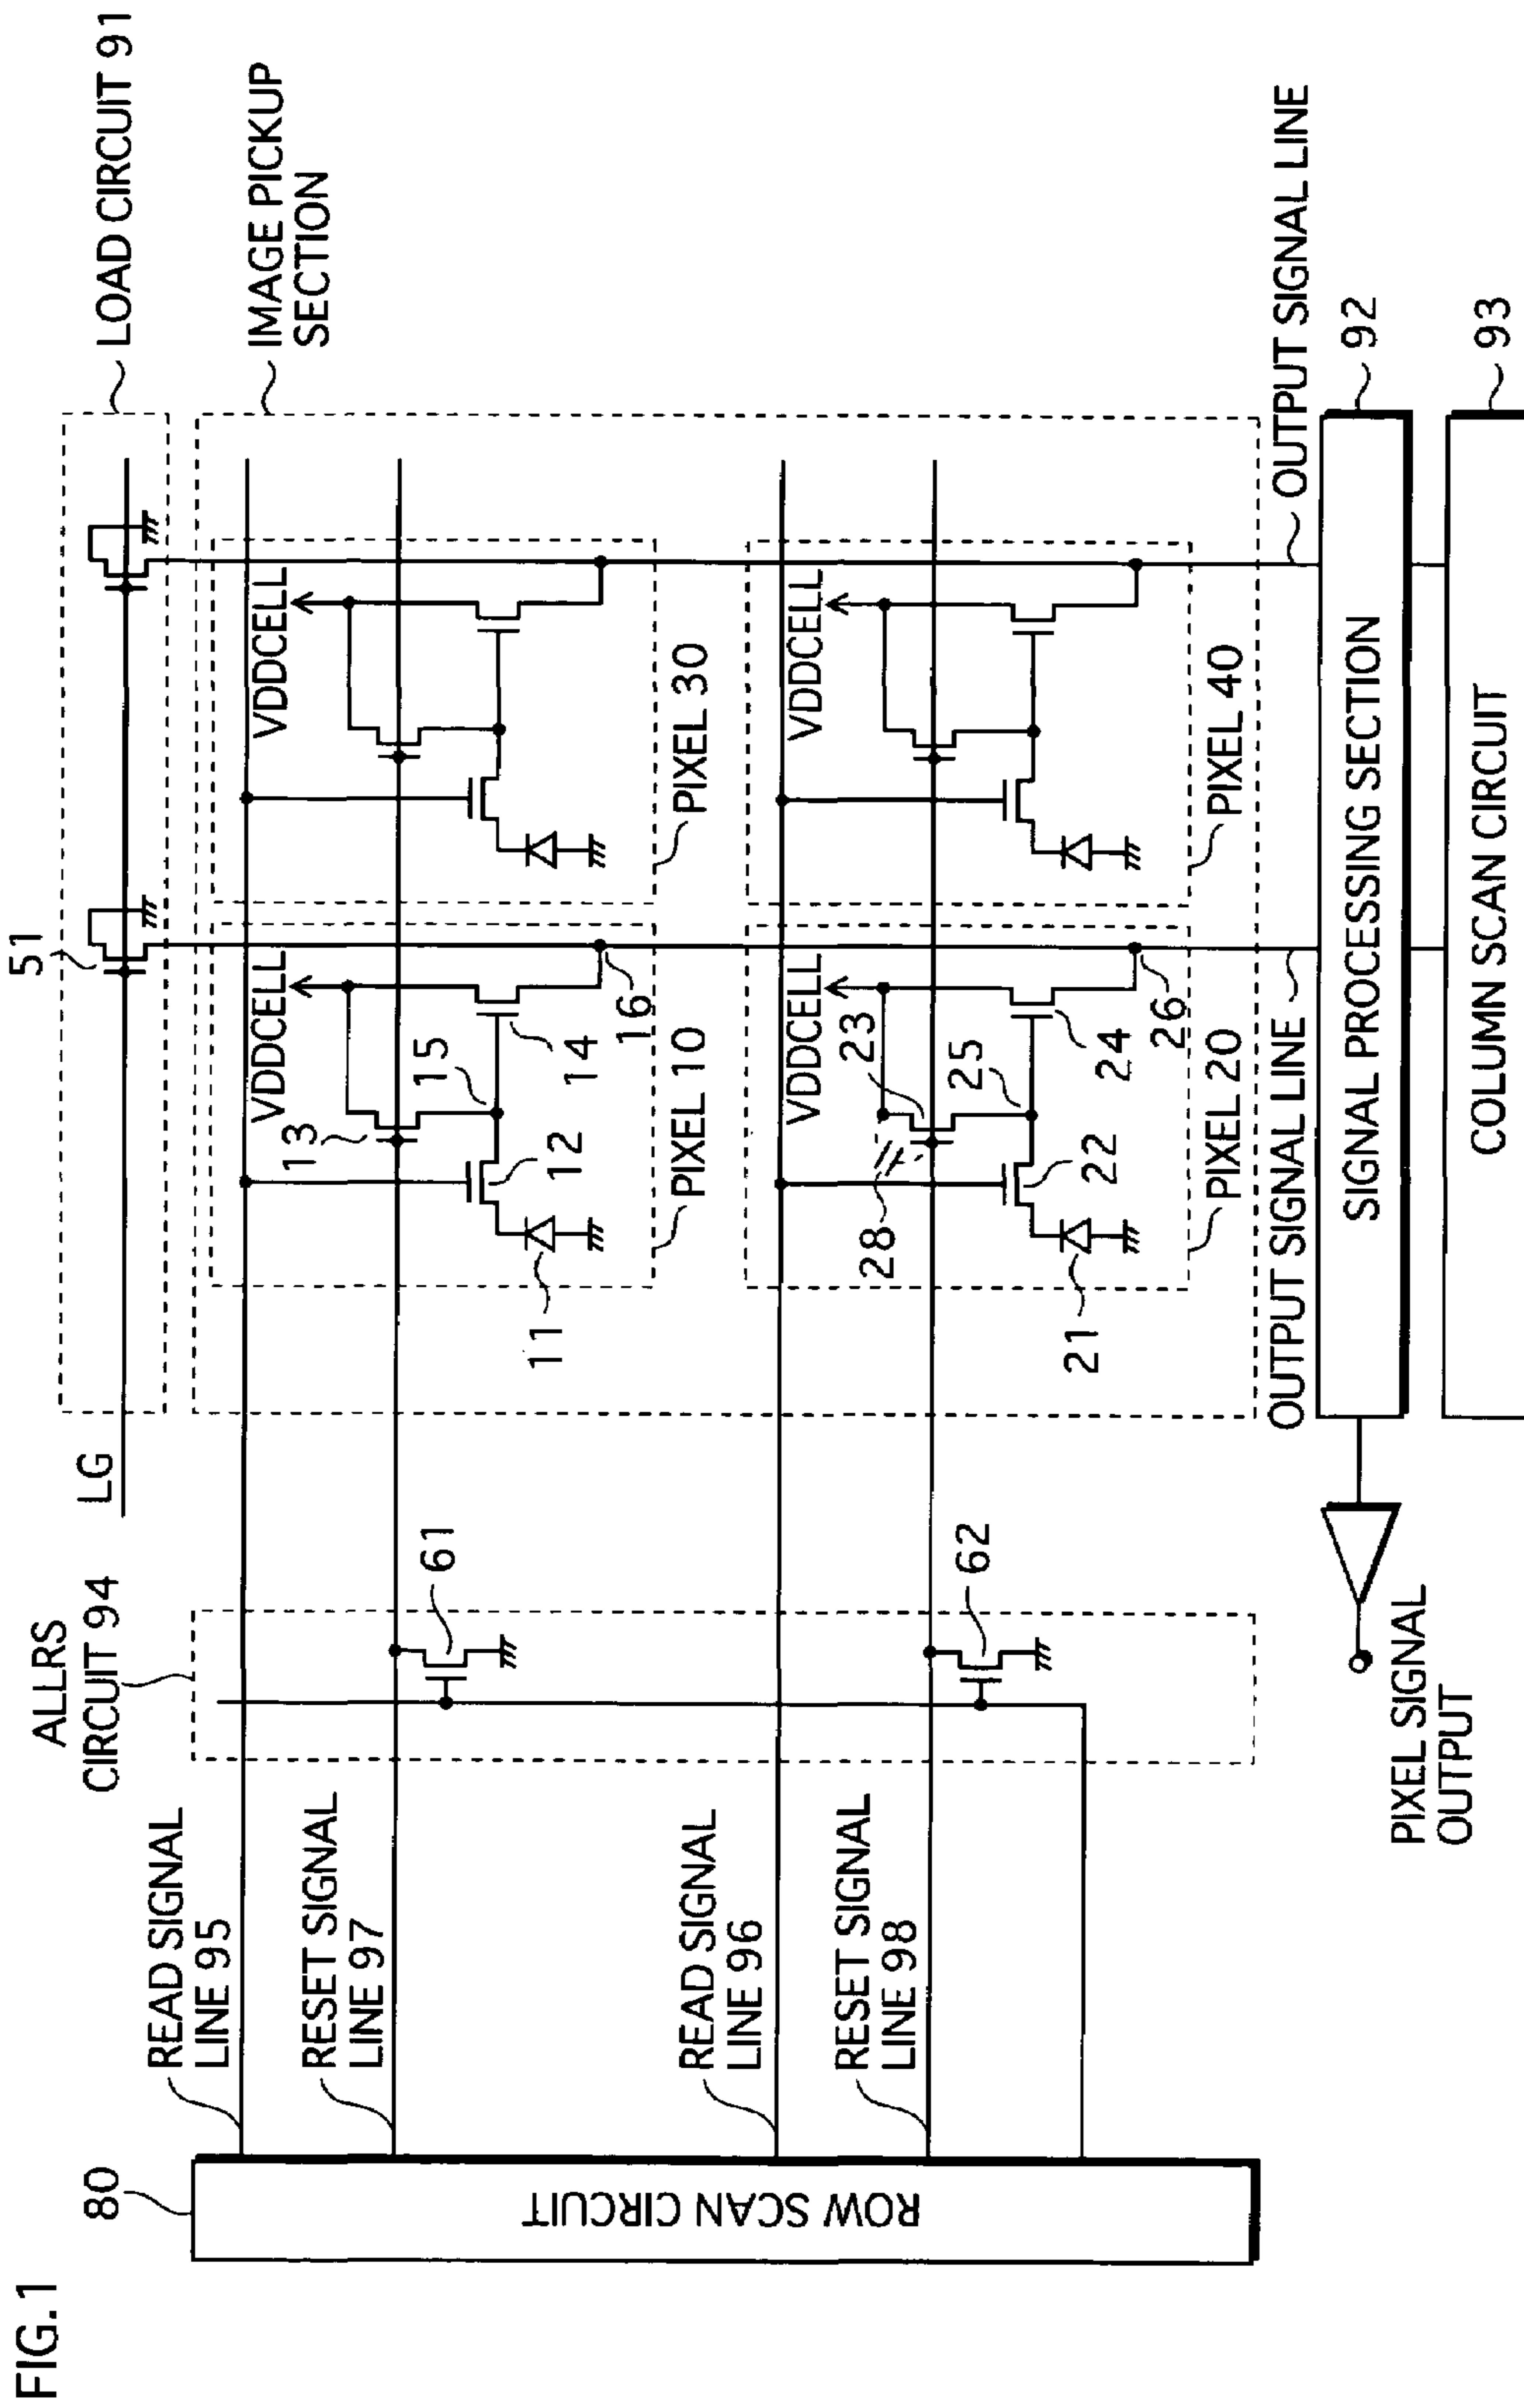 FIG.1
80
ROW SCAN CIRCUIT
READ SIGNAL
LINE 95
RESET SIGNAL
LINE 97
READ SIGNAL
LINE 96
RESET SIGNAL
LINE 98
ALLRS
CIRCUIT 94
61
62
LG
51
LOAD CIRCUIT 91
IMAGE PICKUP
SECTION
VDDCELL
13
15
14
16
12
11
PIXEL 10
VDDCELL
PIXEL 30
VDDCELL
28
23
25
24
26
22
21
PIXEL 20
VDDCELL
PIXEL 40
OUTPUT SIGNAL LINE
OUTPUT SIGNAL LINE
SIGNAL PROCESSING SECTION
92
COLUMN SCAN CIRCUIT
93
PIXEL SIGNAL
OUTPUT